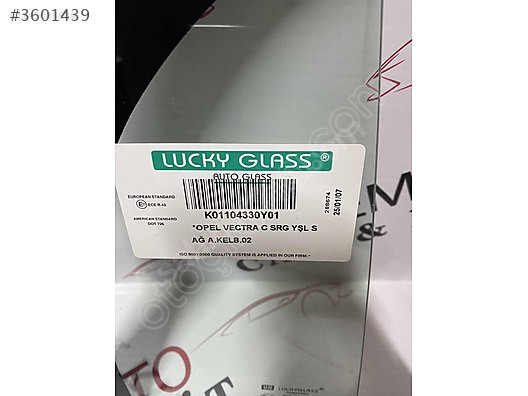 #3601439
LUCKY GLASS ®
AUTO GLASS
EUROPEAN STANDARD
ECE R.43
AMERICAN STANDARD
DOT 706
K01104330Y01
*OPEL VECTRA C SRG YŞL S
AĞ A.KELB.02
ISO 9001:2000 QUALITY SYSTEM IS APPLIED IN OUR FIRM
288674
25/01/07